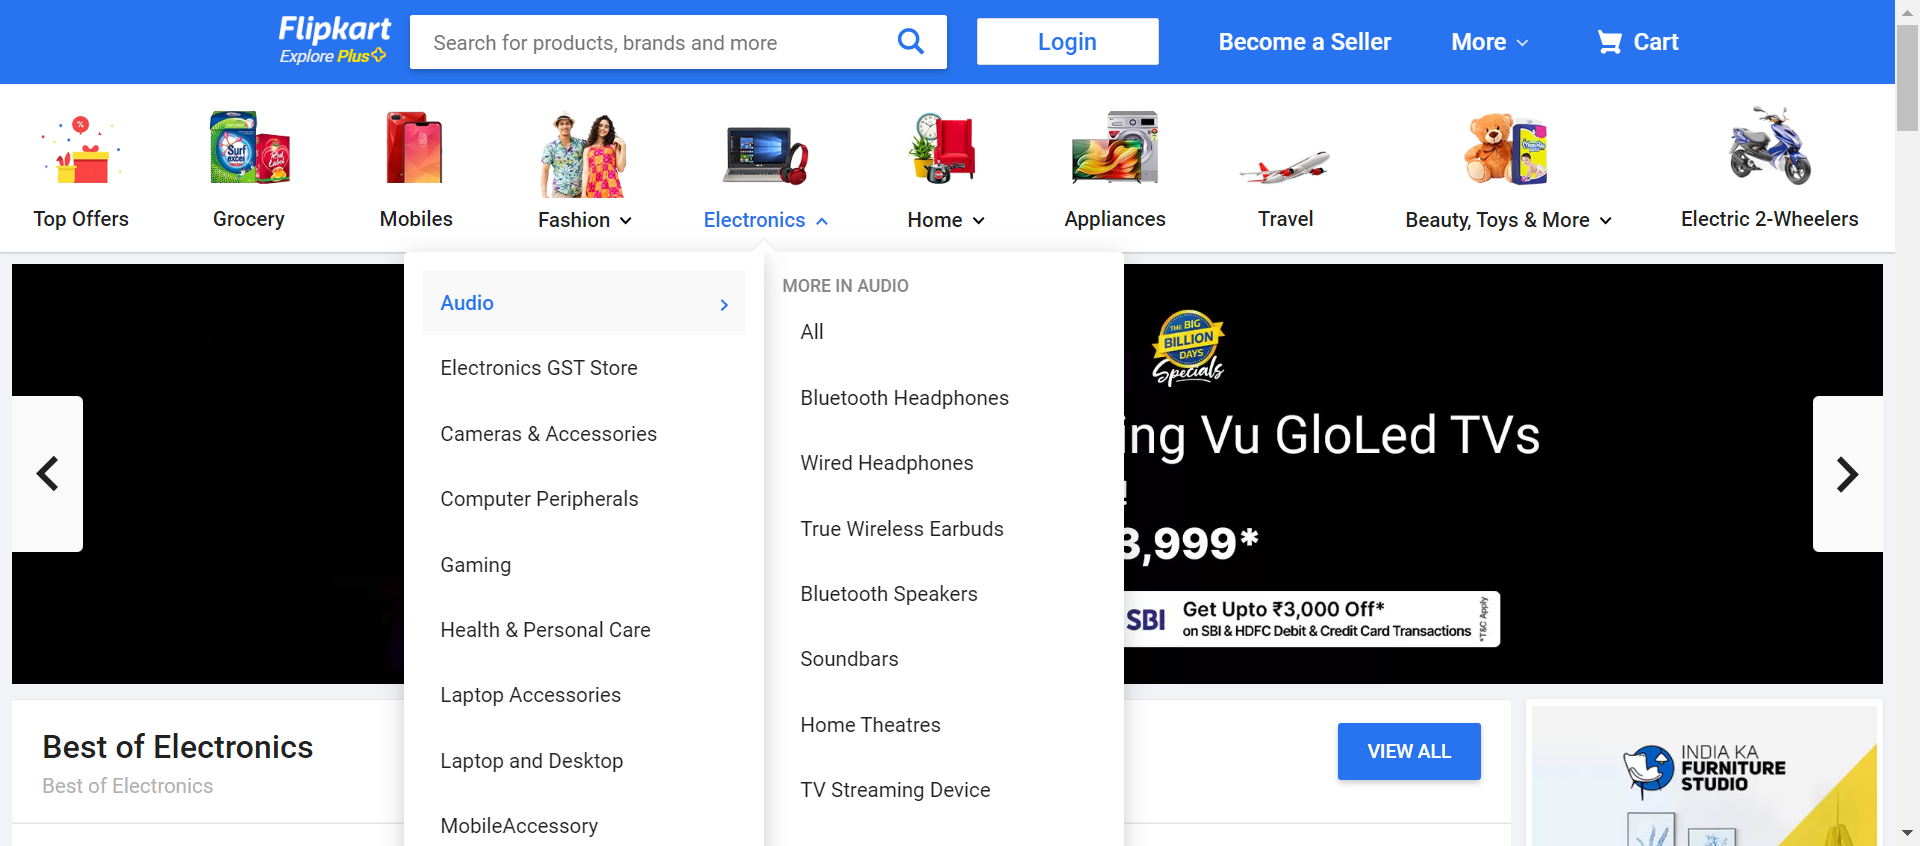 Flipkart
Explore Plus
Search for products, brands and more
Login
Become a Seller
More
Cart
Surf excel
Red Label
Top Offers
Grocery
Mobiles
Fashion
Electronics
Home
Appliances
Travel
Beauty, Toys & More
Electric 2-Wheelers
Audio
Electronics GST Store
Cameras & Accessories
Computer Peripherals
Gaming
Health & Personal Care
Laptop Accessories
Laptop and Desktop
MobileAccessory
MORE IN AUDIO
All
Bluetooth Headphones
Wired Headphones
True Wireless Earbuds
Bluetooth Speakers
Soundbars
Home Theatres
TV Streaming Device
THE BIG
BILLION
DAYS
Specials
ing Vu GloLed TVs
!
3,999*
SBI
Get Upto ₹3,000 Off*
on SBI & HDFC Debit & Credit Card Transactions
*T&C Apply
Best of Electronics
Best of Electronics
VIEW ALL
INDIA KA
FURNITURE
STUDIO